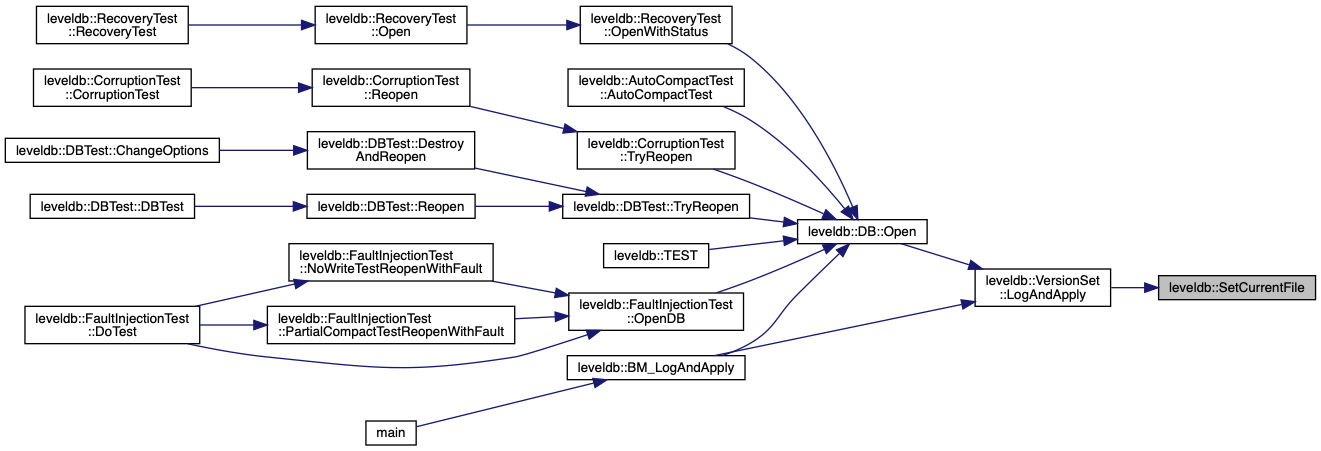 leveldb::RecoveryTest
::RecoveryTest
leveldb::RecoveryTest
::Open
leveldb::RecoveryTest
::OpenWithStatus
leveldb::CorruptionTest
::CorruptionTest
leveldb::CorruptionTest
::Reopen
leveldb::AutoCompactTest
::AutoCompactTest
leveldb::DBTest::ChangeOptions
leveldb::DBTest::Destroy
AndReopen
leveldb::CorruptionTest
::TryReopen
leveldb::DBTest::DBTest
leveldb::DBTest::Reopen
leveldb::DBTest::TryReopen
leveldb::DB::Open
leveldb::TEST
leveldb::FaultInjectionTest
::NoWriteTestReopenWithFault
leveldb::VersionSet
::LogAndApply
leveldb::SetCurrentFile
leveldb::FaultInjectionTest
::DoTest
leveldb::FaultInjectionTest
::PartialCompactTestReopenWithFault
leveldb::FaultInjectionTest
::OpenDB
leveldb::BM_LogAndApply
main